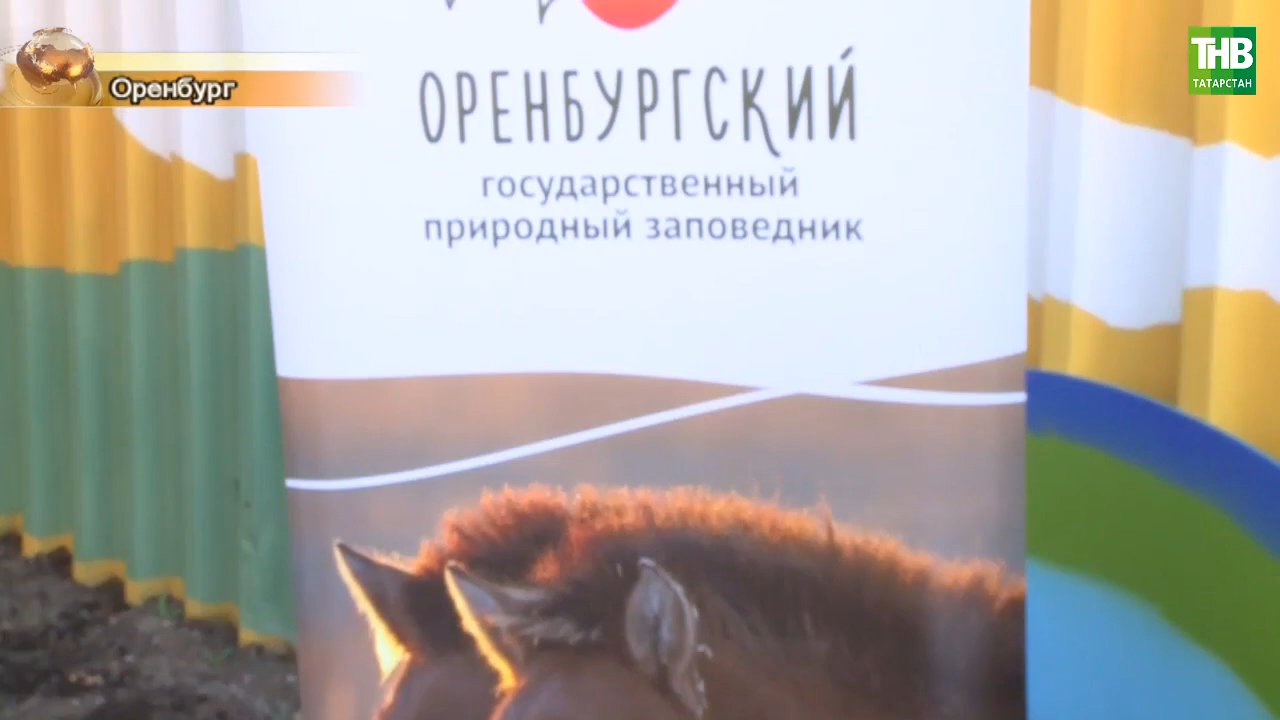 Оренбург
ТНВ
ТАТАРСТАН
ОРЕНБУРГСКИЙ
государственный
природный заповедник